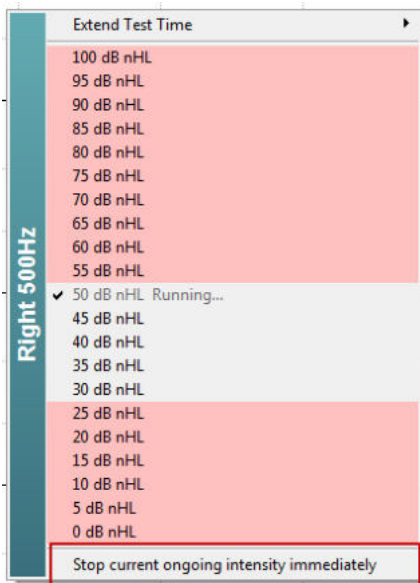 Extend Test Time
100 dB nHL
95 dB nHL
90 dB nHL
85 dB nHL
80 dB nHL
75 dB nHL
70 dB nHL
65 dB nHL
60 dB nHL
55 dB nHL
50 dB nHL Running...
45 dB nHL
40 dB nHL
35 dB nHL
30 dB nHL
25 dB nHL
20 dB nHL
15 dB nHL
10 dB nHL
5 dB nHL
0 dB nHL
Stop current ongoing intensity immediately
Right 500Hz